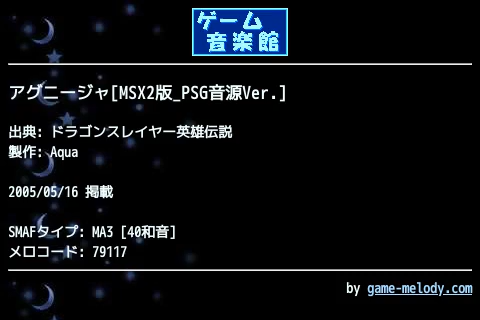 ゲーム
音楽館
アグニージャ[MSX2版_PSG音源Ver.]
出典: ドラゴンスレイヤー英雄伝説
製作: Aqua
2005/05/16 掲載
SMAFタイプ: MA3 [40和音]
メロコード: 79117
by game-melody.com